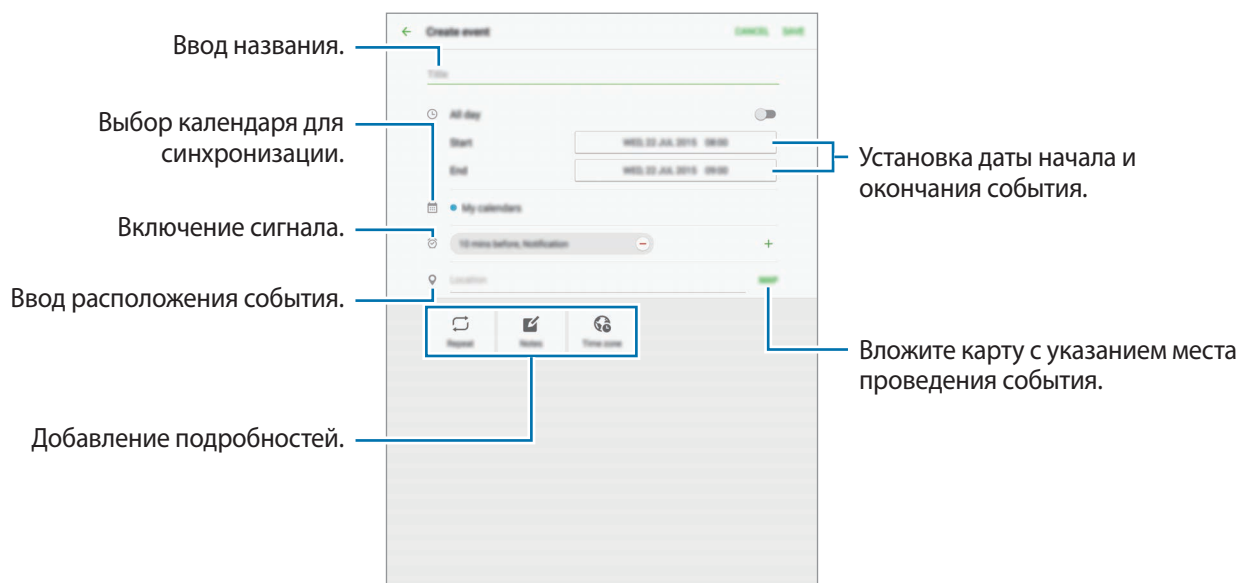 Create event
CANCEL SAVE
Ввод названия.
Title
All day
Выбор календаря для
синхронизации.
Start WED, 22 JUL 2015 08:00
End WED, 22 JUL 2015 09:00
Установка даты начала и
окончания события.
My calendars
Включение сигнала.
10 mins before, Notification
Ввод расположения события.
Location
MAP
Repeat
Notes
Time zone
Вложите карту с указанием места
проведения события.
Добавление подробностей.